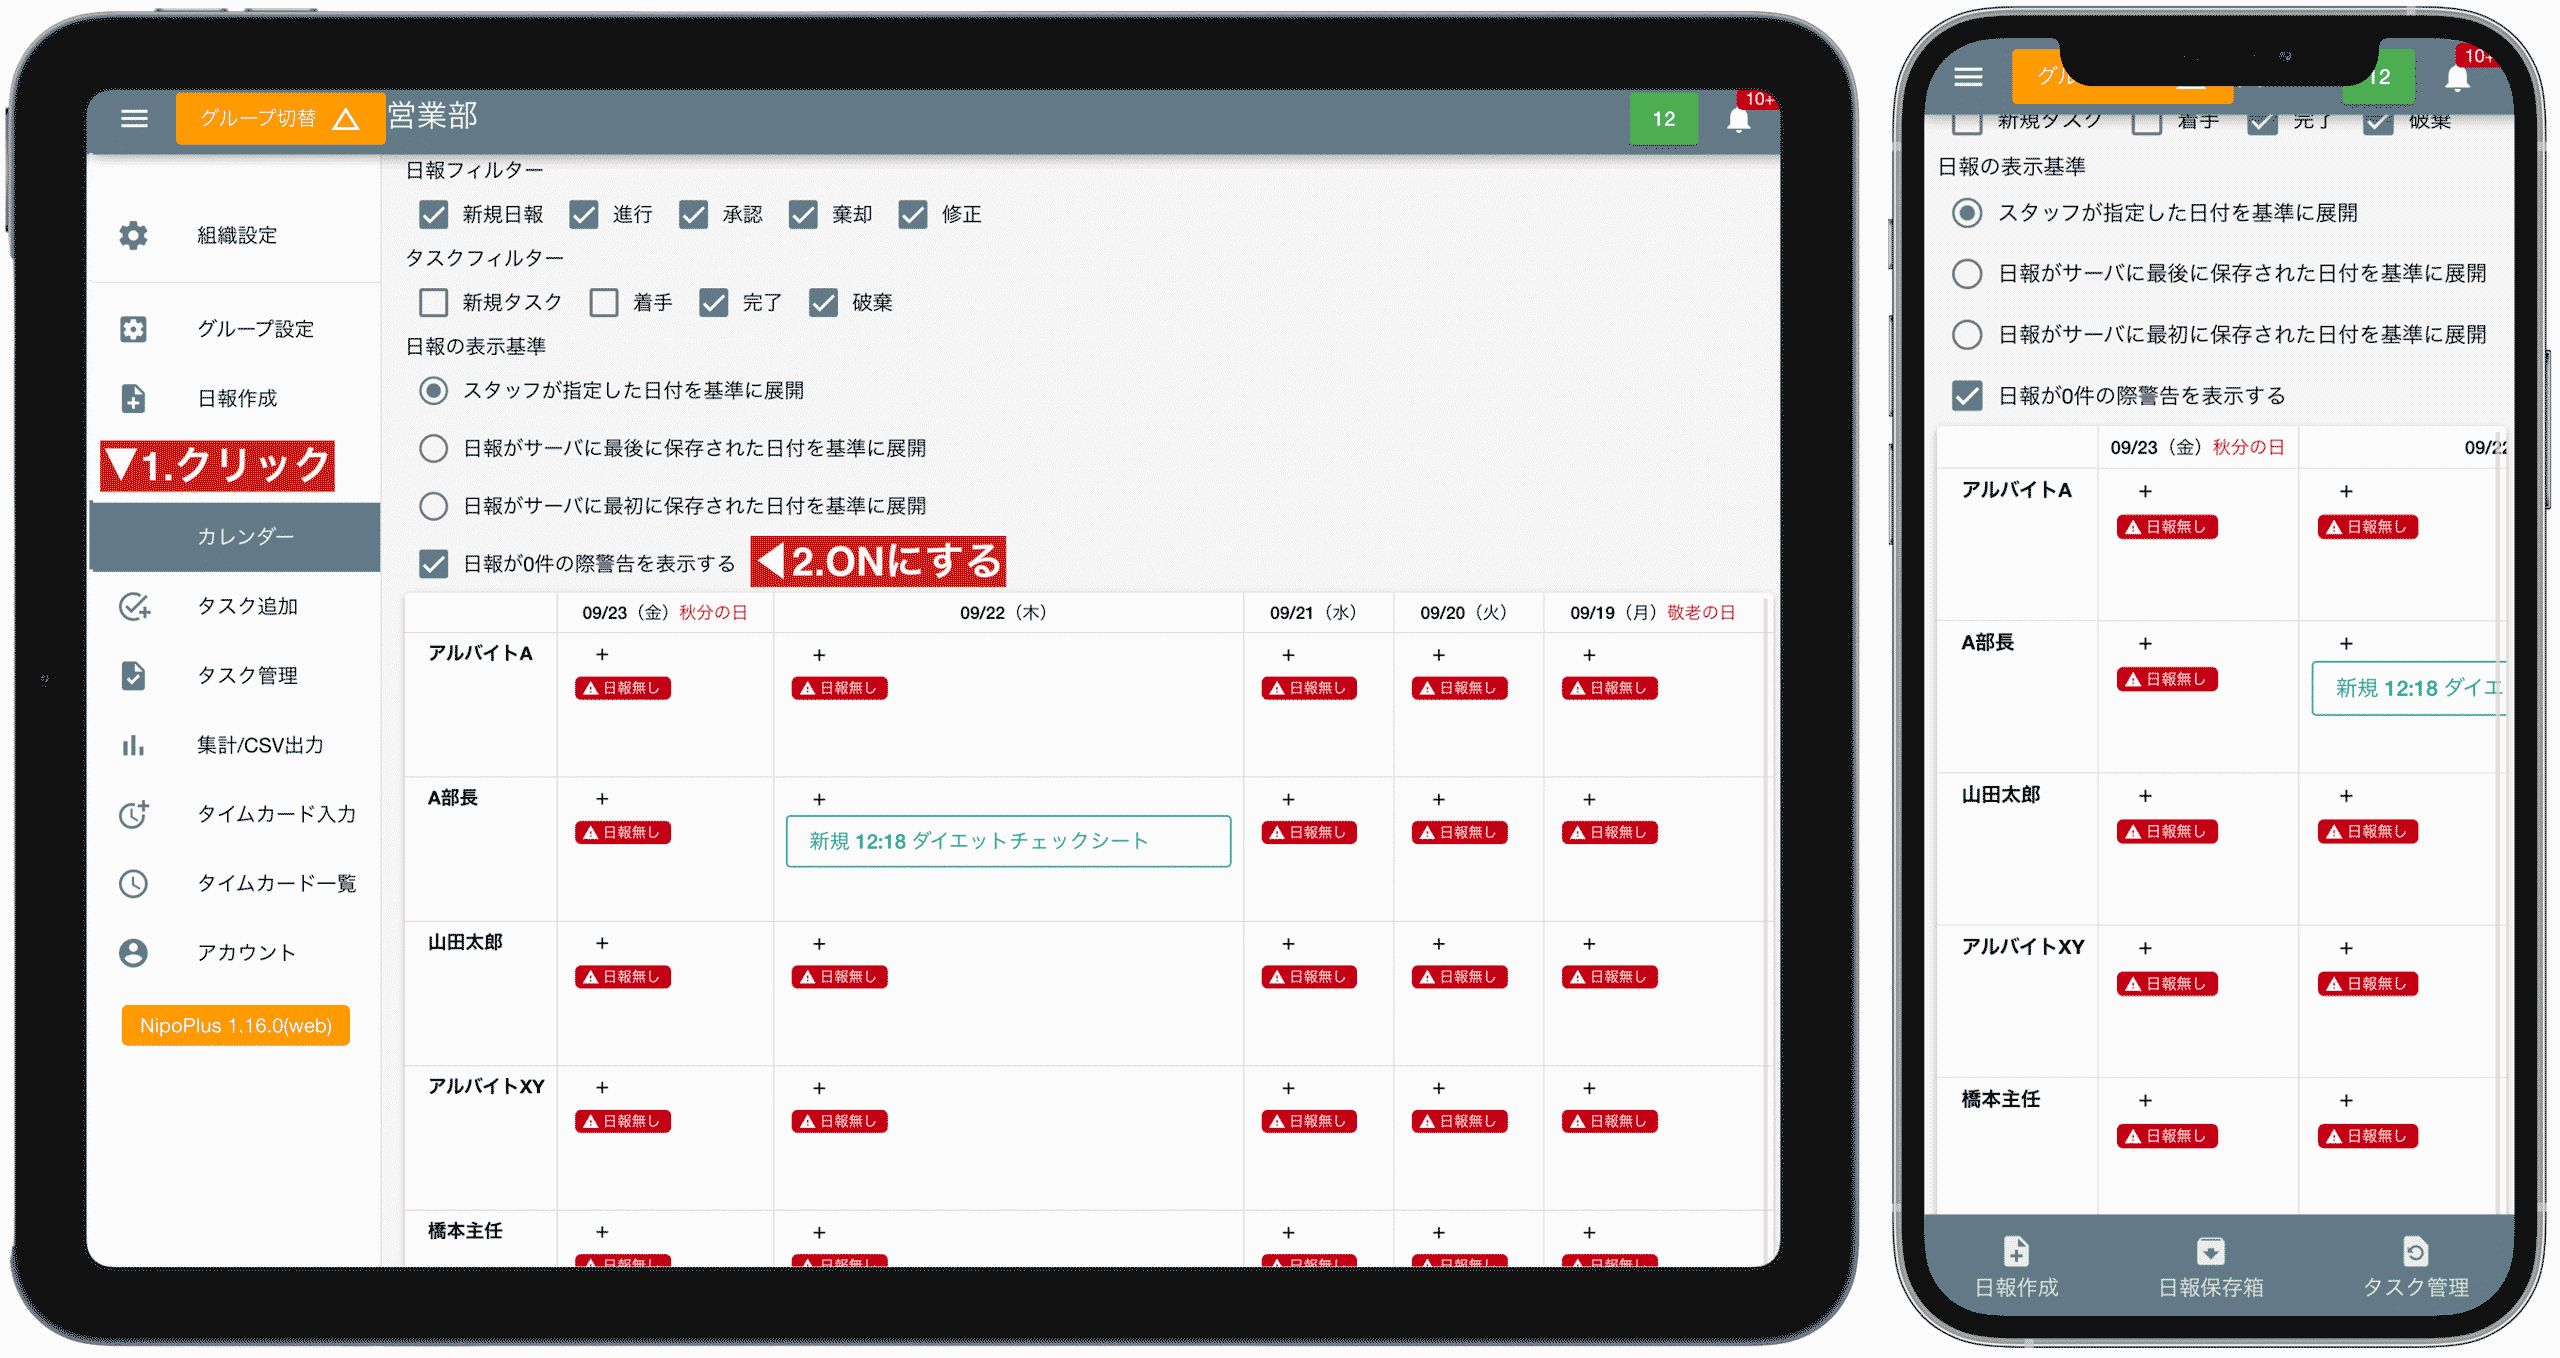 グループ切替
営業部
12
10+
組織設定
グループ設定
日報作成
▼1.クリック
カレンダー
タスク追加
タスク管理
集計/CSV出力
タイムカード入力
タイムカード一覧
アカウント
NipoPlus 1.16.0(web)
日報フィルター
新規日報 進行 承認 棄却 修正
タスクフィルター
新規タスク 着手 完了 破棄
日報の表示基準
スタッフが指定した日付を基準に展開
日報がサーバに最後に保存された日付を基準に展開
日報がサーバに最初に保存された日付を基準に展開
日報が0件の際警告を表示する ◀2.ONにする
09/23（金）秋分の日 09/22（木） 09/21（水） 09/20（火） 09/19（月）敬老の日
アルバイトA + + + + +
日報無し 日報無し 日報無し 日報無し 日報無し
A部長 + + + + +
日報無し 新規 12:18 ダイエットチェックシート 日報無し 日報無し 日報無し
山田太郎 + + + + +
日報無し 日報無し 日報無し 日報無し 日報無し
アルバイトXY + + + + +
日報無し 日報無し 日報無し 日報無し 日報無し
橋本主任 + + + + +
日報無し 日報無し 日報無し 日報無し 日報無し
グル 12 10+
新規タスク 着手 完了 破棄
日報の表示基準
スタッフが指定した日付を基準に展開
日報がサーバに最後に保存された日付を基準に展開
日報がサーバに最初に保存された日付を基準に展開
日報が0件の際警告を表示する
09/23（金）秋分の日 09/22
アルバイトA + +
日報無し 日報無し
A部長 + +
日報無し 新規 12:18 ダイエ
山田太郎 + +
日報無し 日報無し
アルバイトXY + +
日報無し 日報無し
橋本主任 + +
日報無し 日報無し
日報作成 日報保存箱 タスク管理